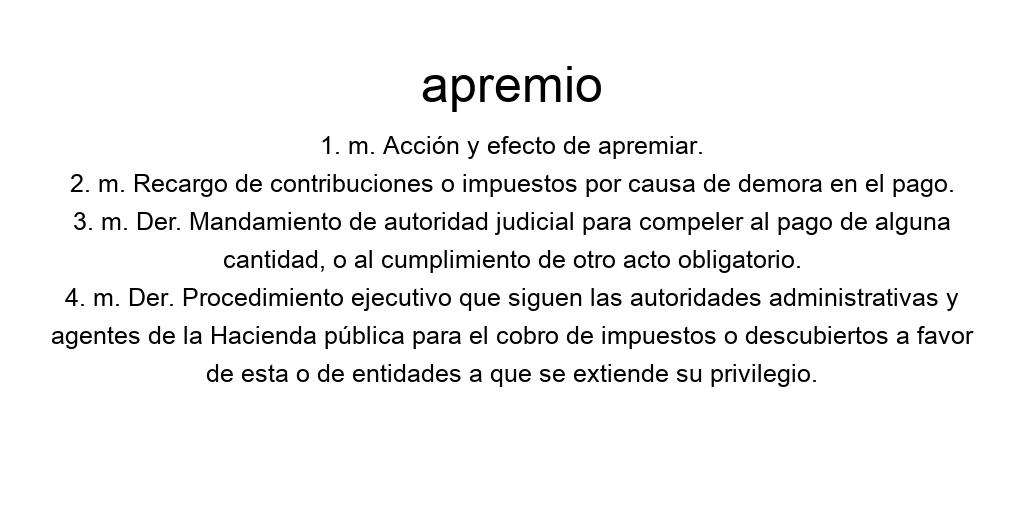 apremio
1. m. Acción y efecto de apremiar.
2. m. Recargo de contribuciones o impuestos por causa de demora en el pago.
3. m. Der. Mandamiento de autoridad judicial para compeler al pago de alguna
cantidad, o al cumplimiento de otro acto obligatorio.
4. m. Der. Procedimiento ejecutivo que siguen las autoridades administrativas y
agentes de la Hacienda pública para el cobro de impuestos o descubiertos a favor
de esta o de entidades a que se extiende su privilegio.